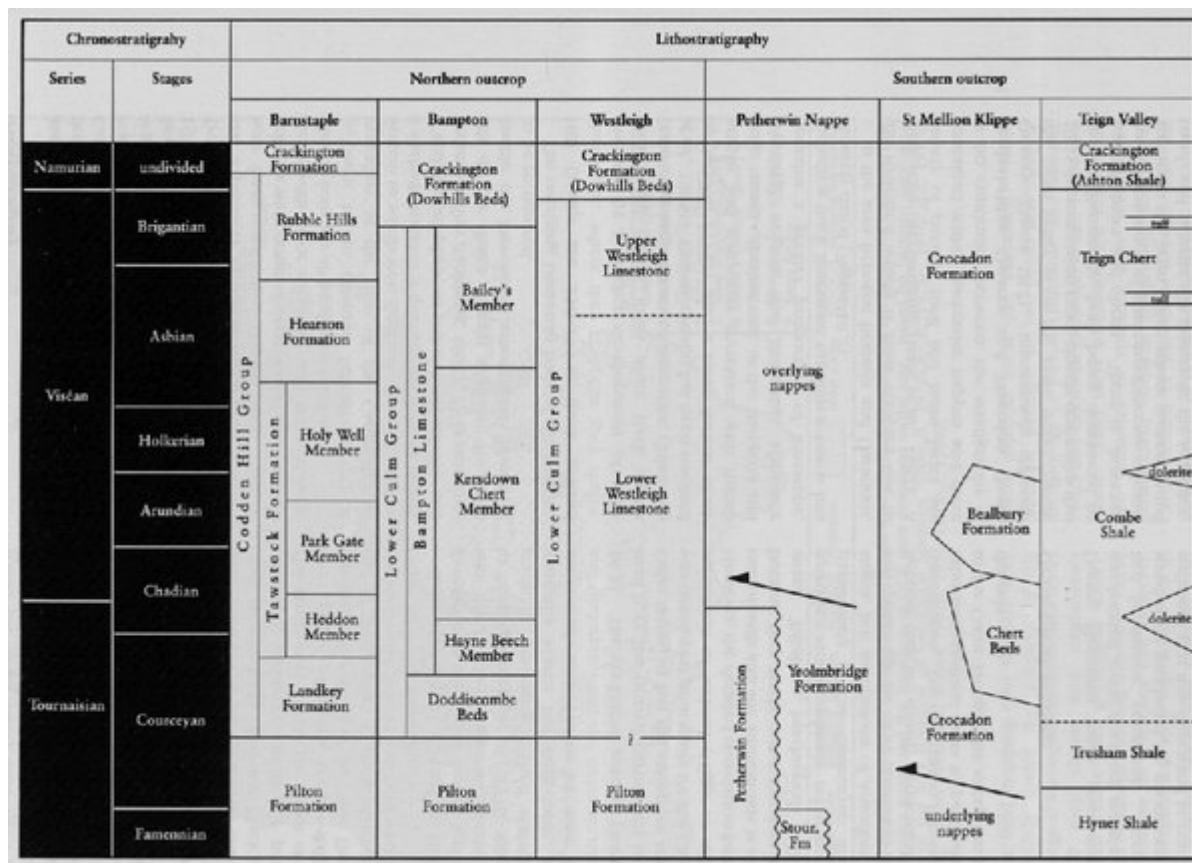 Chronostratigrahy
Lithostratigraphy
Series
Stages
Northern outcrop
Southern outcrop
Barnstaple
Bampton
Westleigh
Petherwin Nappe
St Mellion Klippe
Teign Valley
Namurian
Viséan
Tournaisian
undivided
Brigantian
Asbian
Holkerian
Arundian
Chadian
Courceyan
Famennian
Crackington
Formation
Codden Hill Group
Rubble Hills
Formation
Hearson
Formation
Tawstock Formation
Holy Well
Member
Park Gate
Member
Heddon
Member
Landkey
Formation
Pilton
Formation
Crackington
Formation
(Dowhills Beds)
Lower Culm Group
Bampton Limestone
Bailey's
Member
Kersdown
Chert
Member
Hayne Beech
Member
Doddiscombe
Beds
Pilton
Formation
Crackington
Formation
(Dowhills Beds)
Lower Culm Group
Upper
Westleigh
Limestone
Lower
Westleigh
Limestone
?
Pilton
Formation
overlying
nappes
Petherwin Formation
Yeolmbridge
Formation
Stour.
Fm
Crocadon
Formation
Bealbury
Formation
Chert
Beds
Crocadon
Formation
underlying
nappes
Crackington
Formation
(Ashton Shale)
tuff
Teign Chert
tuff
dolerite
Combe
Shale
dolerite
Trusham Shale
Hyner Shale